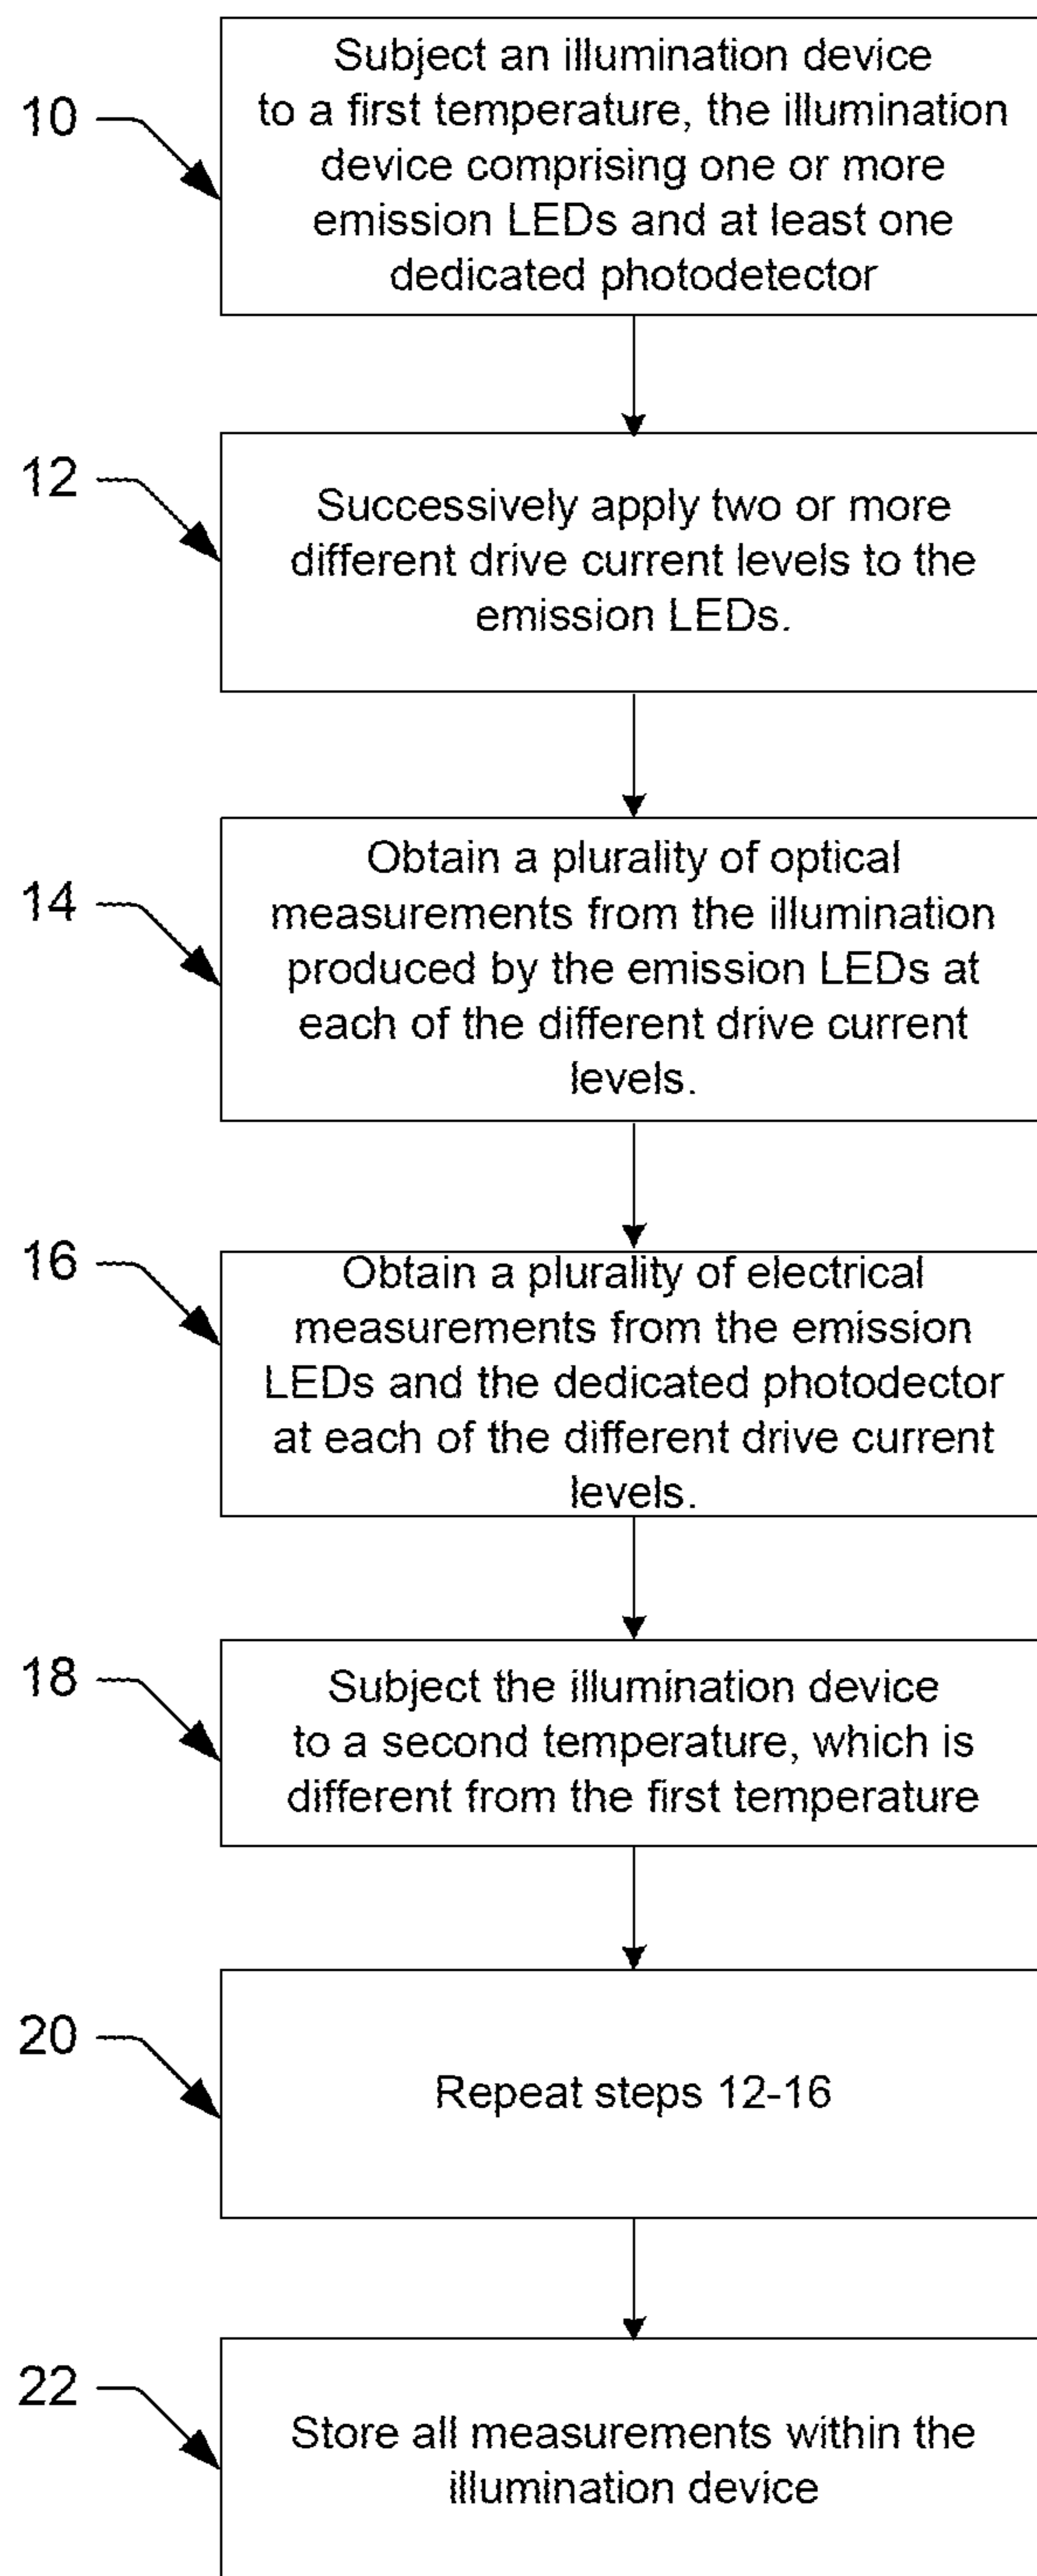 10
Subject an illumination device
to a first temperature, the illumination
device comprising one or more
emission LEDs and at least one
dedicated photodetector
12
Successively apply two or more
different drive current levels to the
emission LEDs.
14
Obtain a plurality of optical
measurements from the illumination
produced by the emission LEDs at
each of the different drive current
levels.
16
Obtain a plurality of electrical
measurements from the emission
LEDs and the dedicated photodector
at each of the different drive current
levels.
18
Subject the illumination device
to a second temperature, which is
different from the first temperature
20
Repeat steps 12-16
22
Store all measurements within the
illumination device